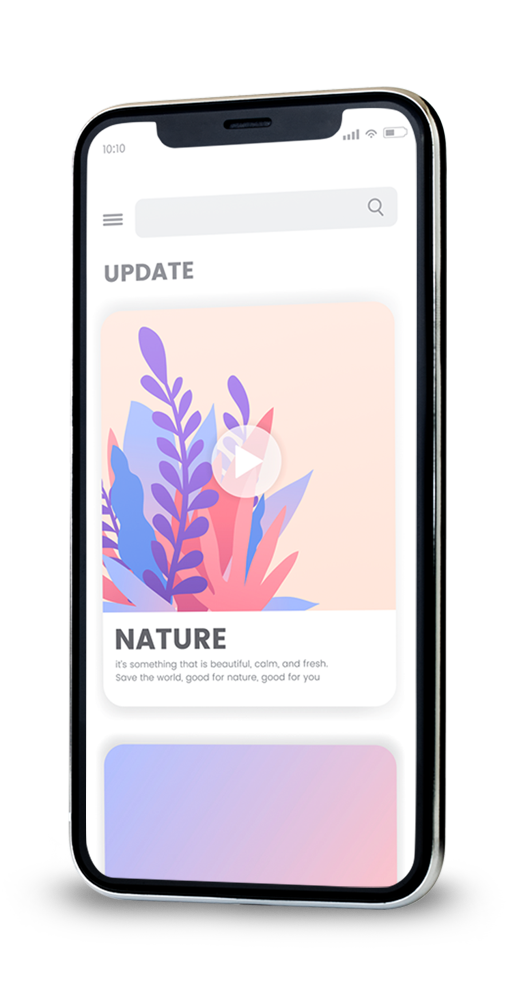 10:10
UPDATE
NATURE
it's something that is beautiful, calm, and fresh.
Save the world, good for nature, good for you